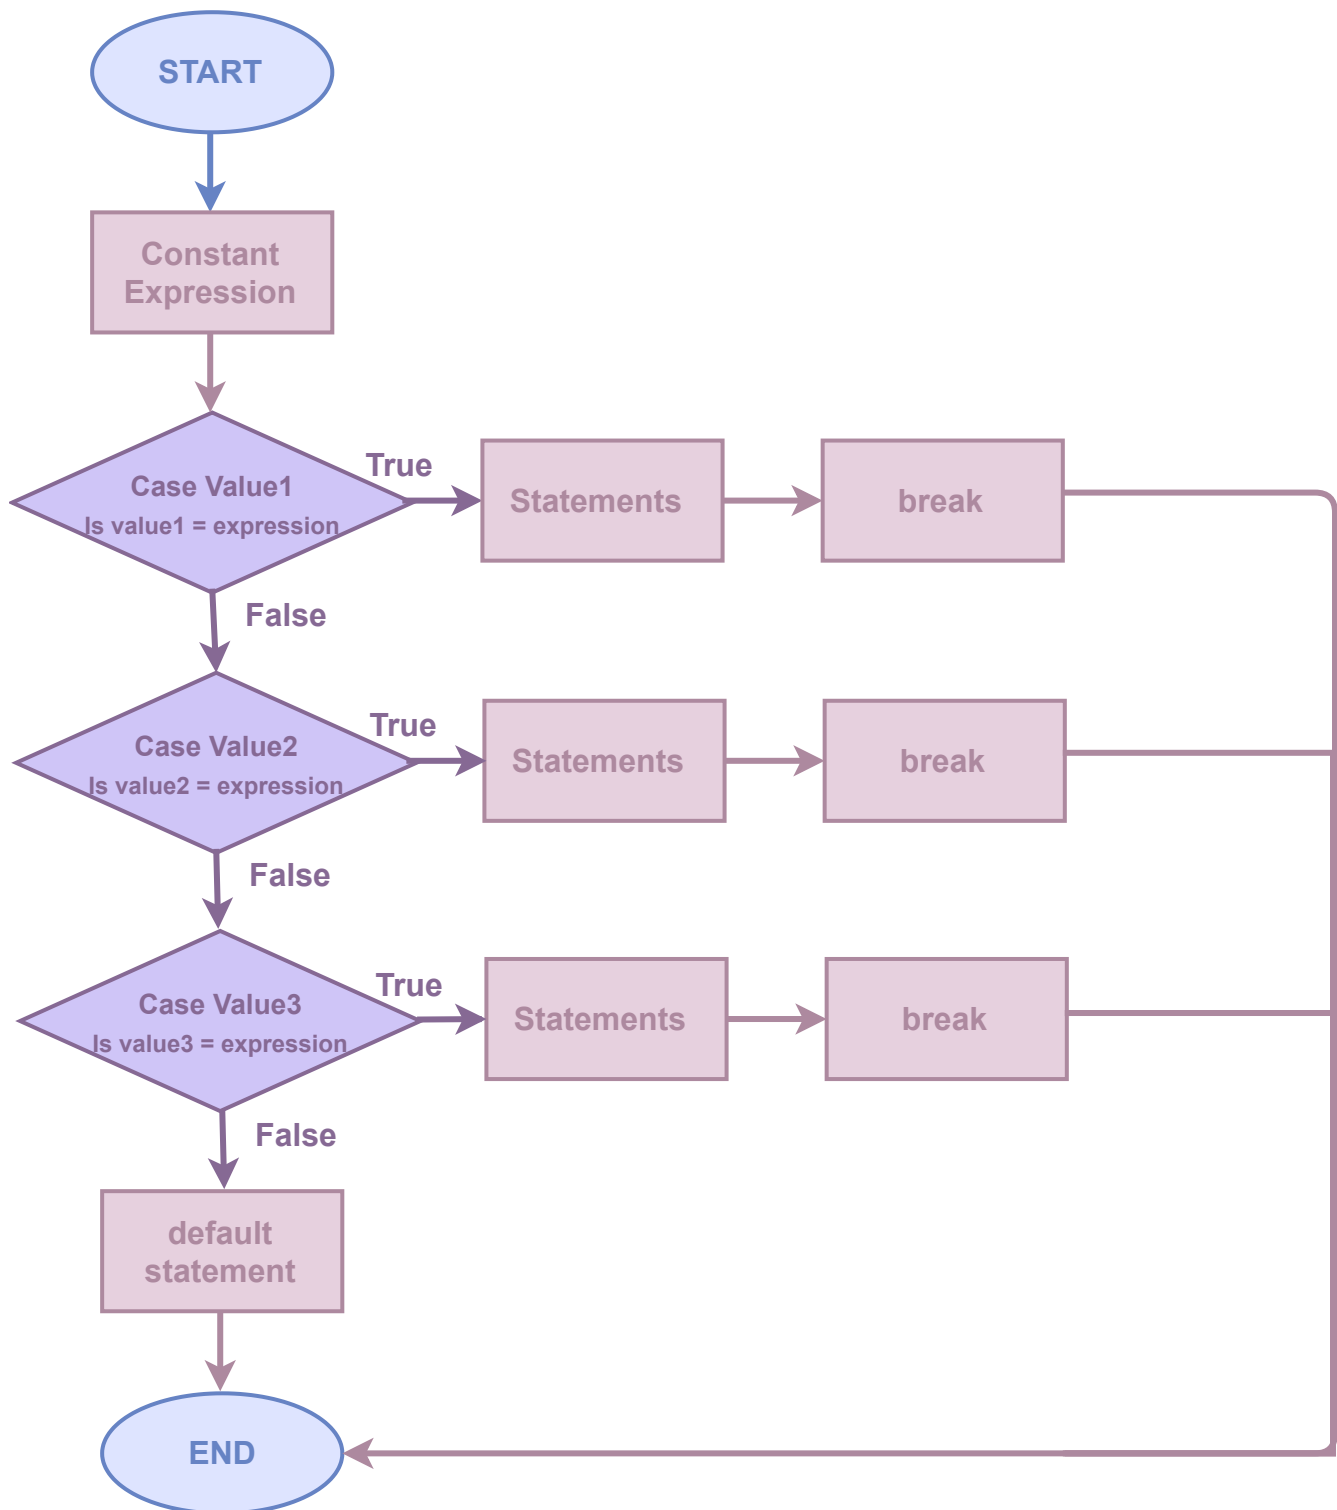 START
Constant
Expression
Case Value1
Is value1 = expression
True
Statements
break
False
Case Value2
Is value2 = expression
True
Statements
break
False
Case Value3
Is value3 = expression
True
Statements
break
False
default
statement
END